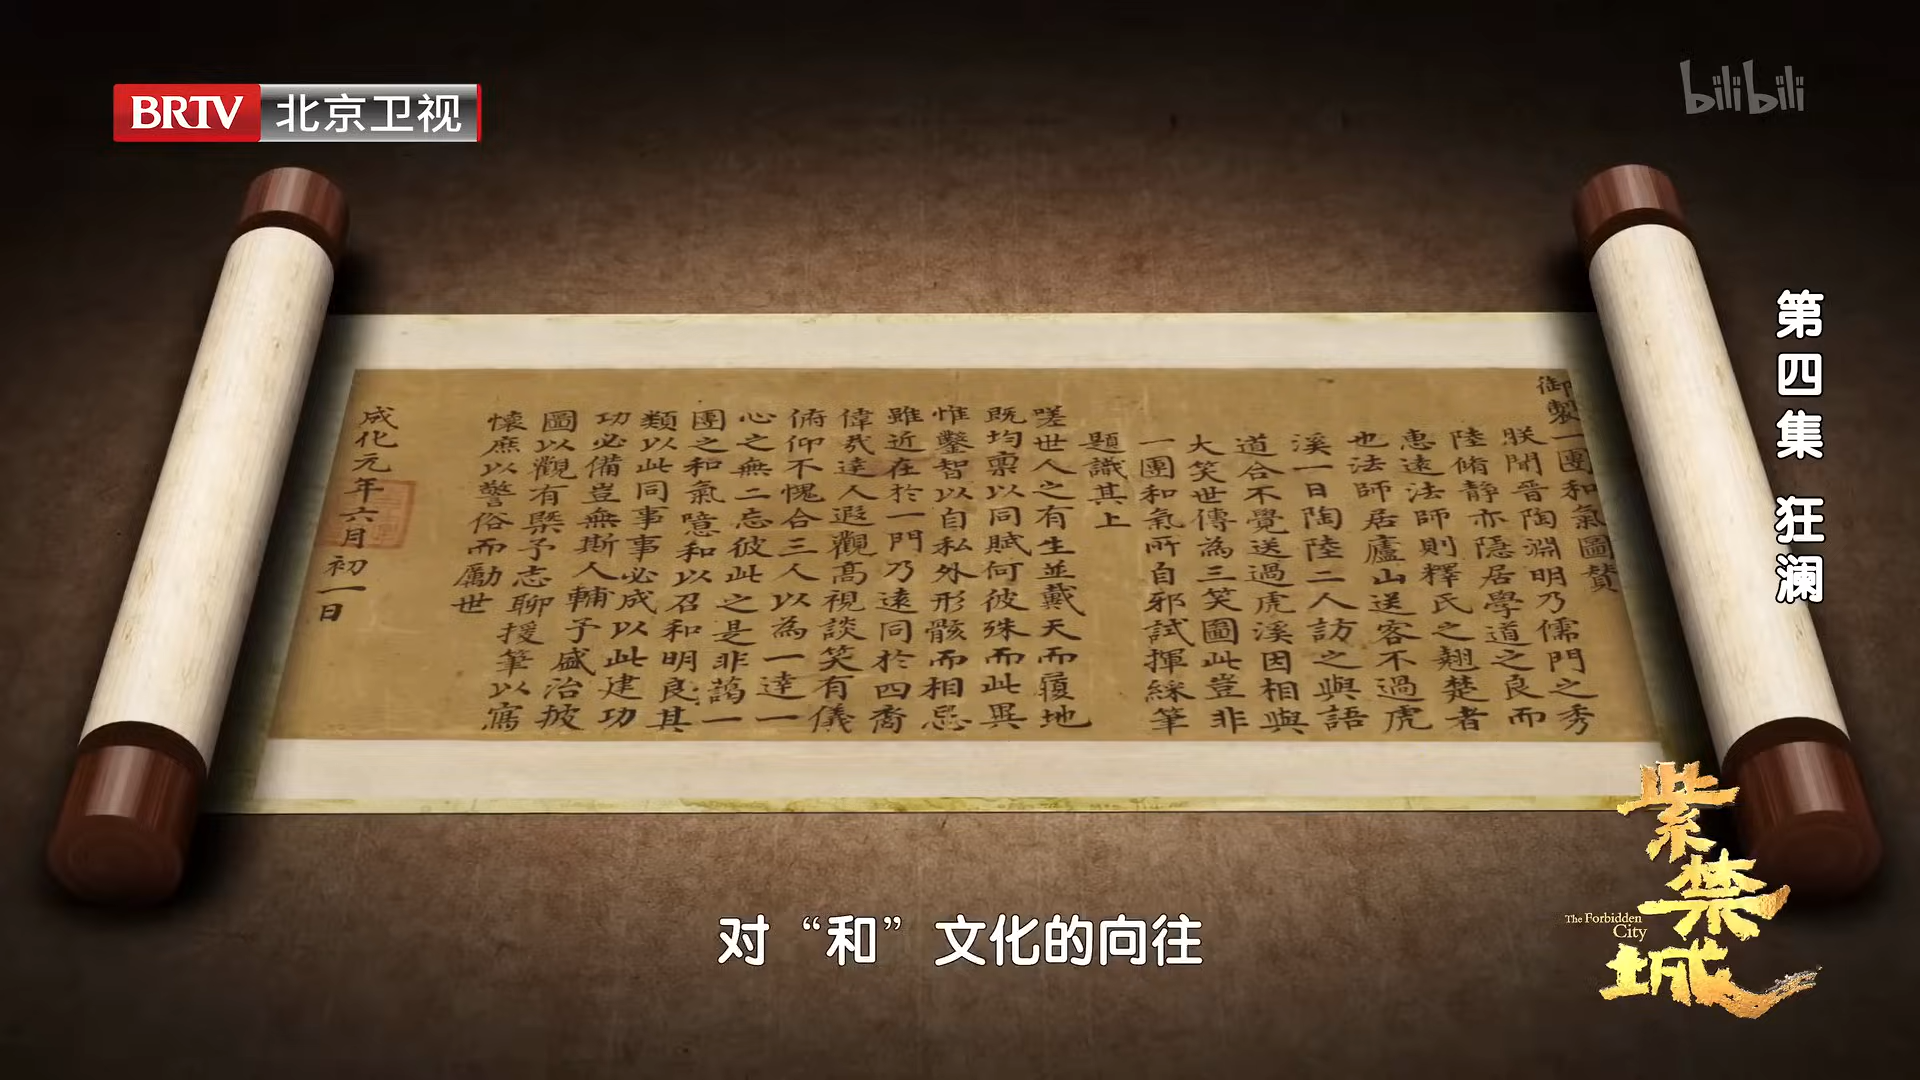 BRTV 北京卫视
bilibili
第四集 狂澜
御製一團和氣圖贊
朕聞晉陶淵明乃儒門之秀
陸脩靜亦隱居學道之良而
惠遠法師則釋氏之翹楚者
也法師居廬山送客不過虎
溪一日陶陸二人訪之與語
道合不覺送過虎溪因相與
大笑世傳為三笑圖此豈非
一團和氣所自邪試揮綵筆
題識其上
嗟世人之有生並戴天而履地
既均稟以同賦何彼殊而此異
惟鑿智以自私外形骸而相忌
雖近在於一門乃遠同於四裔
偉哉達人遐觀高視談笑有儀
俯仰不愧合三人以為一達一
心之無二忘彼此之是非藹一
團之和氣噫和以召和明良其
類以此同事事必成以此建功
功必備豈無斯人輔予盛治披
圖以觀有槩予志聊援筆以寫
懷庶以警俗而勵世
成化元年六月初一日
对“和”文化的向往
紫禁城
The Forbidden
City